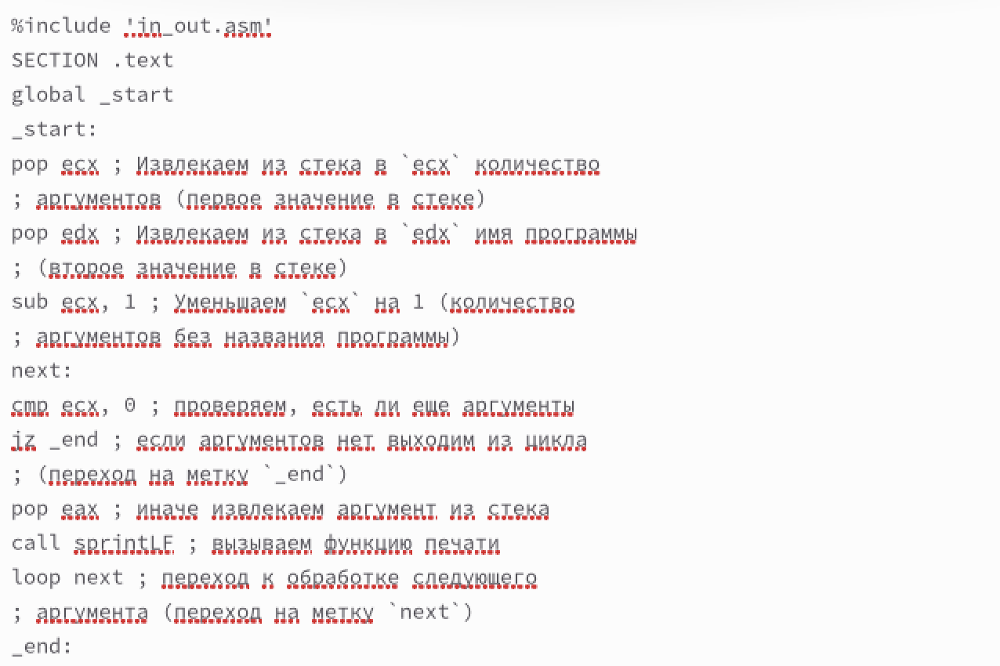 %include 'in_out.asm'
SECTION .text
global _start
_start:
pop ecx ; Извлекаем из стека в `ecx` количество
; аргументов (первое значение в стеке)
pop edx ; Извлекаем из стека в `edx` имя программы
; (второе значение в стеке)
sub ecx, 1 ; Уменьшаем `ecx` на 1 (количество
; аргументов без названия программы)
next:
cmp ecx, 0 ; проверяем, есть ли еще аргументы
jz _end ; если аргументов нет выходим из цикла
; (переход на метку `_end`)
pop eax ; иначе извлекаем аргумент из стека
call sprintLF ; вызываем функцию печати
loop next ; переход к обработке следующего
; аргумента (переход на метку `next`)
_end: